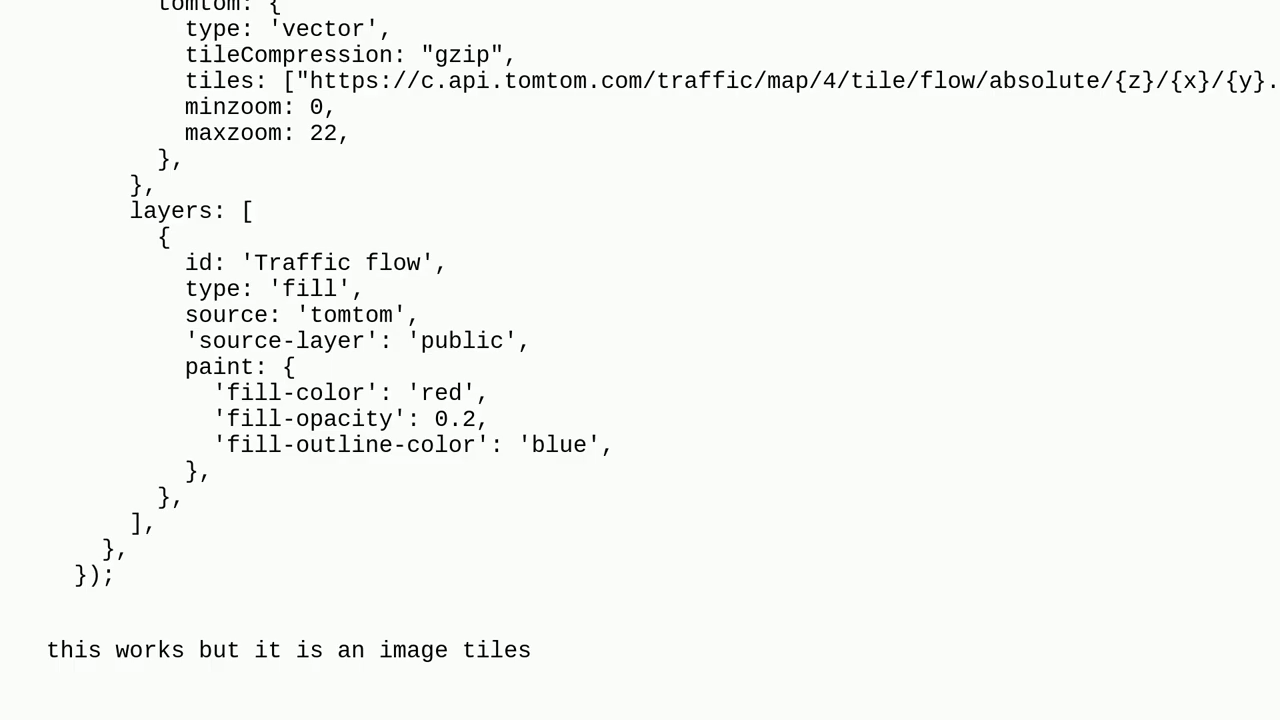 tomtom: {
type: 'vector',
tileCompression: "gzip",
tiles: ["https://c.api.tomtom.com/traffic/map/4/tile/flow/absolute/{z}/{x}/{y}.
minzoom: 0,
maxzoom: 22,
},
},
layers: [
{
id: 'Traffic flow',
type: 'fill',
source: 'tomtom',
'source-layer': 'public',
paint: {
'fill-color': 'red',
'fill-opacity': 0.2,
'fill-outline-color': 'blue',
},
},
],
},
});
this works but it is an image tiles